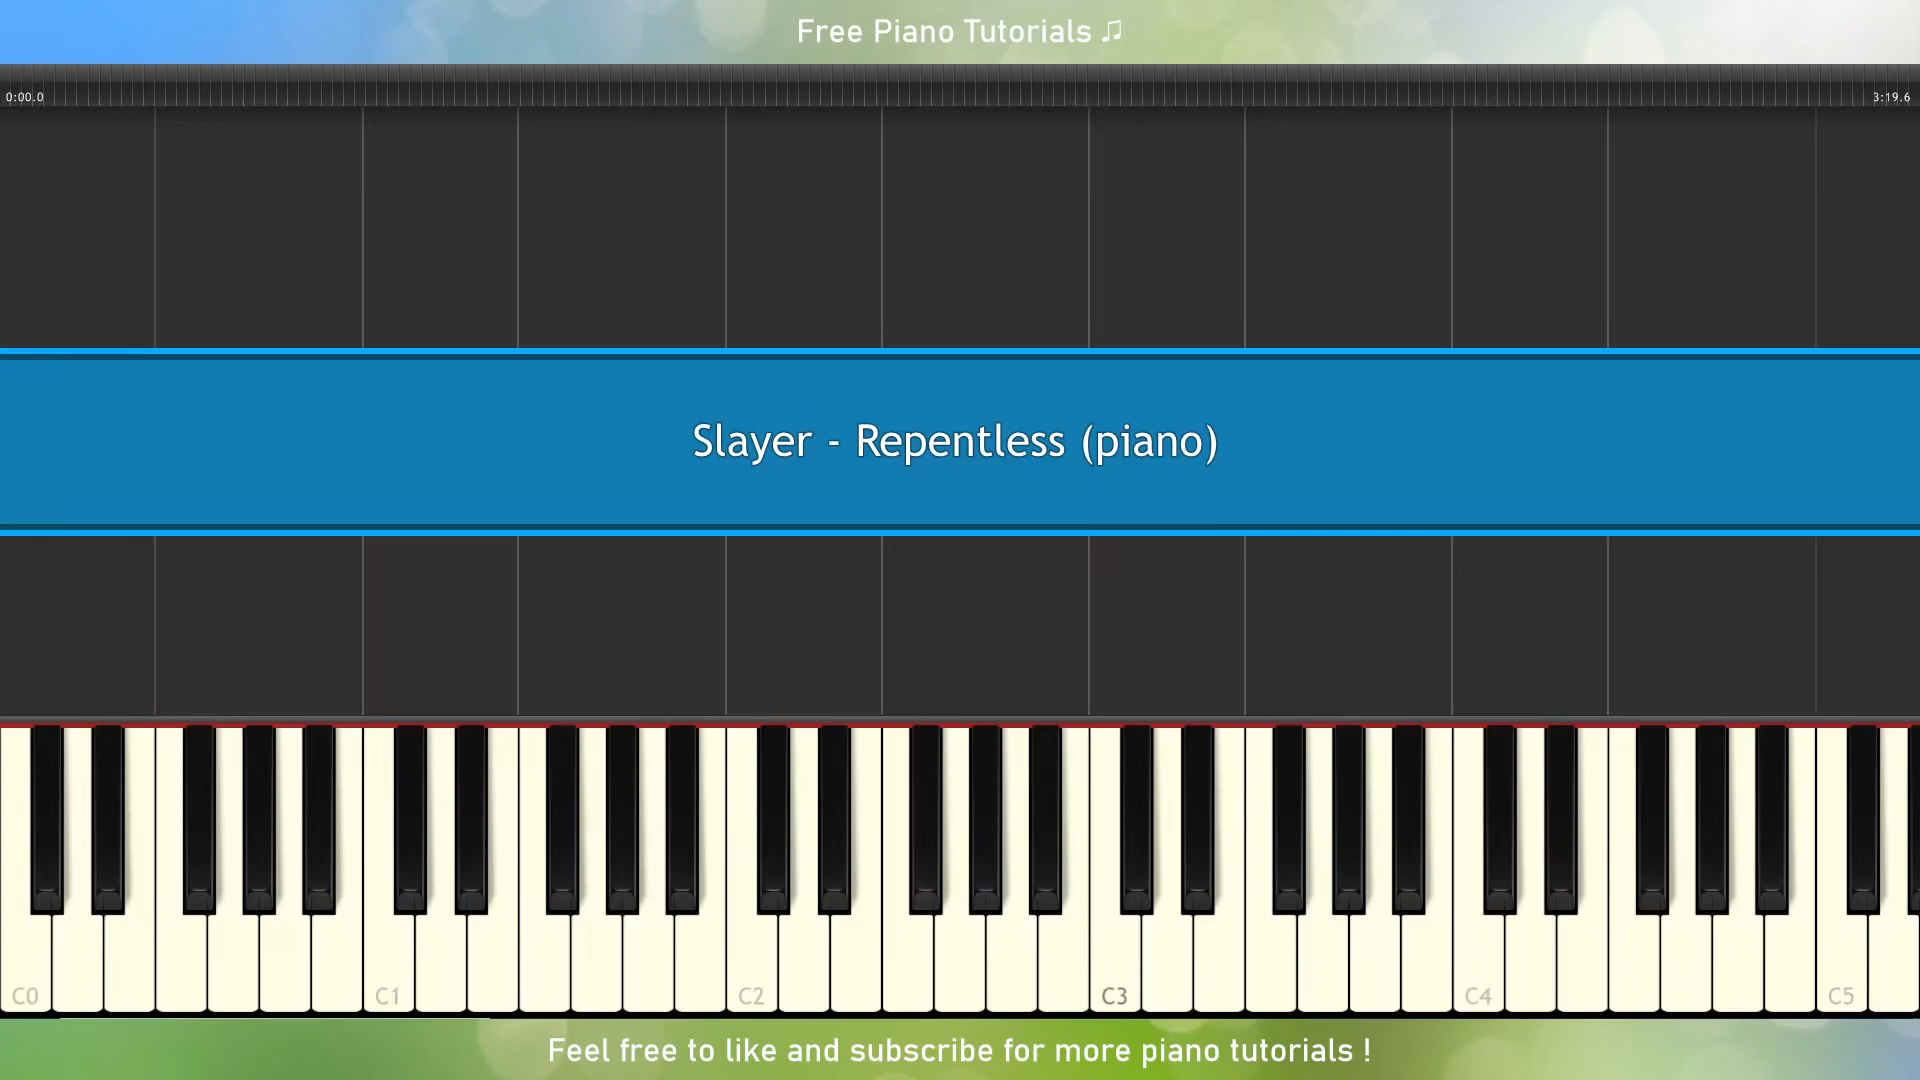 Free Piano Tutorials ♫
0:00.0
3:19.6
Slayer - Repentless (piano)
C0 C1 C2 C3 C4 C5
Feel free to like and subscribe for more piano tutorials !